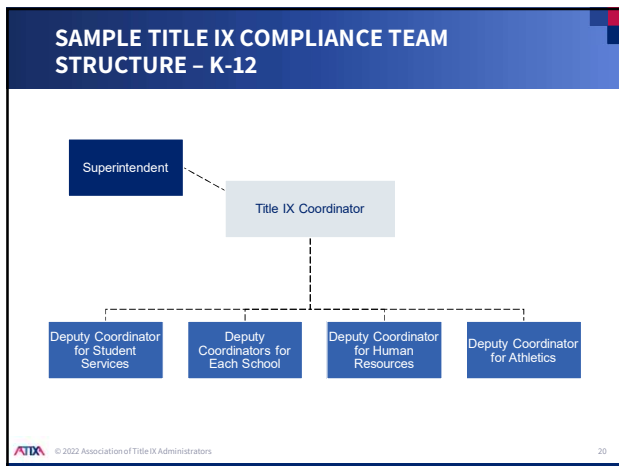 SAMPLE TITLE IX COMPLIANCE TEAM
STRUCTURE – K-12
Superintendent
Title IX Coordinator
Deputy Coordinator
for Student
Services
Deputy
Coordinators for
Each School
Deputy Coordinator
for Human
Resources
Deputy Coordinator
for Athletics
ATIXA © 2022 Association of Title IX Administrators 20